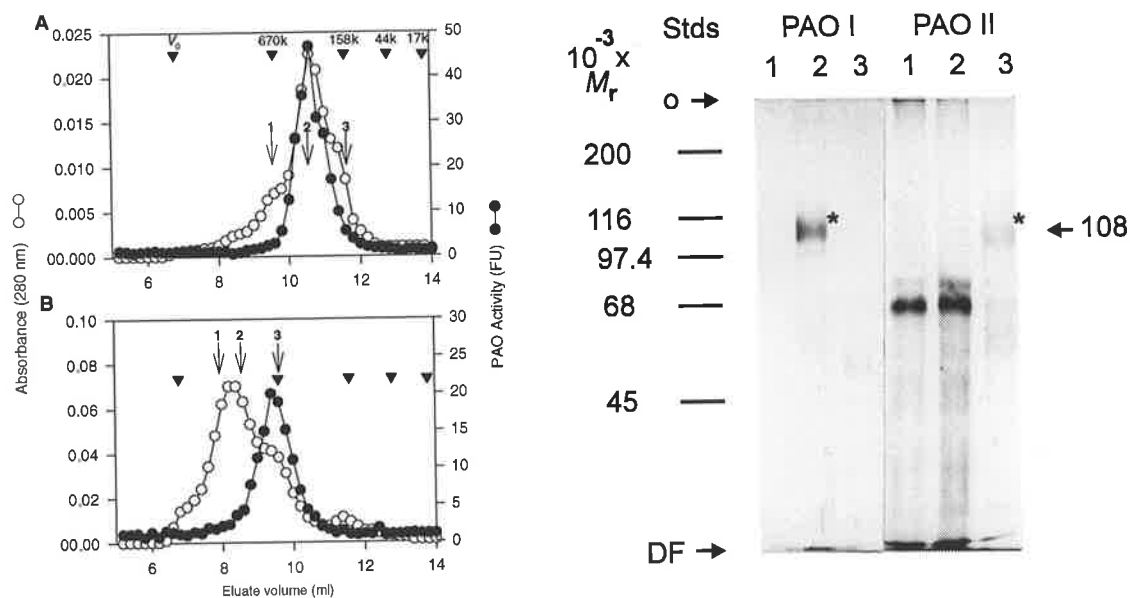 A
V₀ 670k 158k 44k 17k
1 2 3
0.025
0.020
0.015
0.010
0.005
00.000
50
40
30
20
10
0
6 8 10 12 14
B
1 2 3
0.10
0.08
0.06
0.04
0.02
00.00
30
25
20
15
10
5
0
6 8 10 12 14
Eluate volume (ml)
Absorbance (280 nm)
PAO Activity (FU)
Stds PAO I PAO II
10⁻³ x
Mᵣ
1 2 3 1 2 3
o →
200
116 * * ← 108
97.4
68
45
DF →